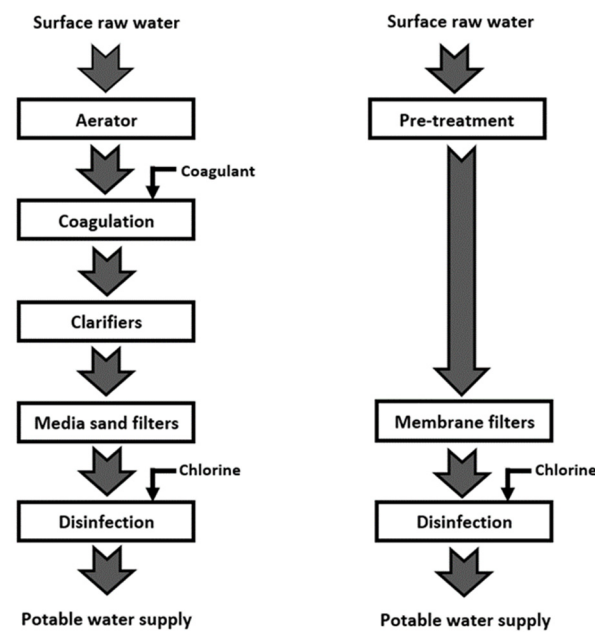 Surface raw water
Aerator
Coagulant
Coagulation
Clarifiers
Media sand filters
Chlorine
Disinfection
Potable water supply
Surface raw water
Pre-treatment
Membrane filters
Chlorine
Disinfection
Potable water supply